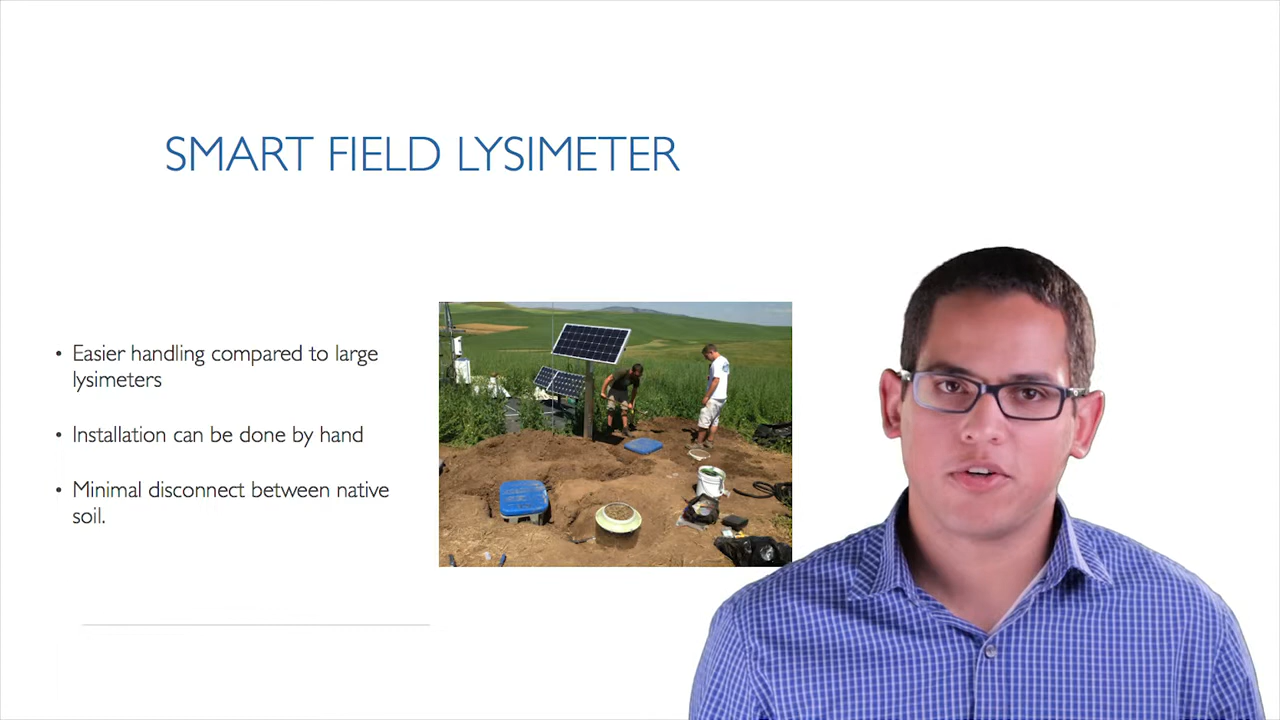 SMART FIELD LYSIMETER
• Easier handling compared to large
lysimeters
• Installation can be done by hand
• Minimal disconnect between native
soil.